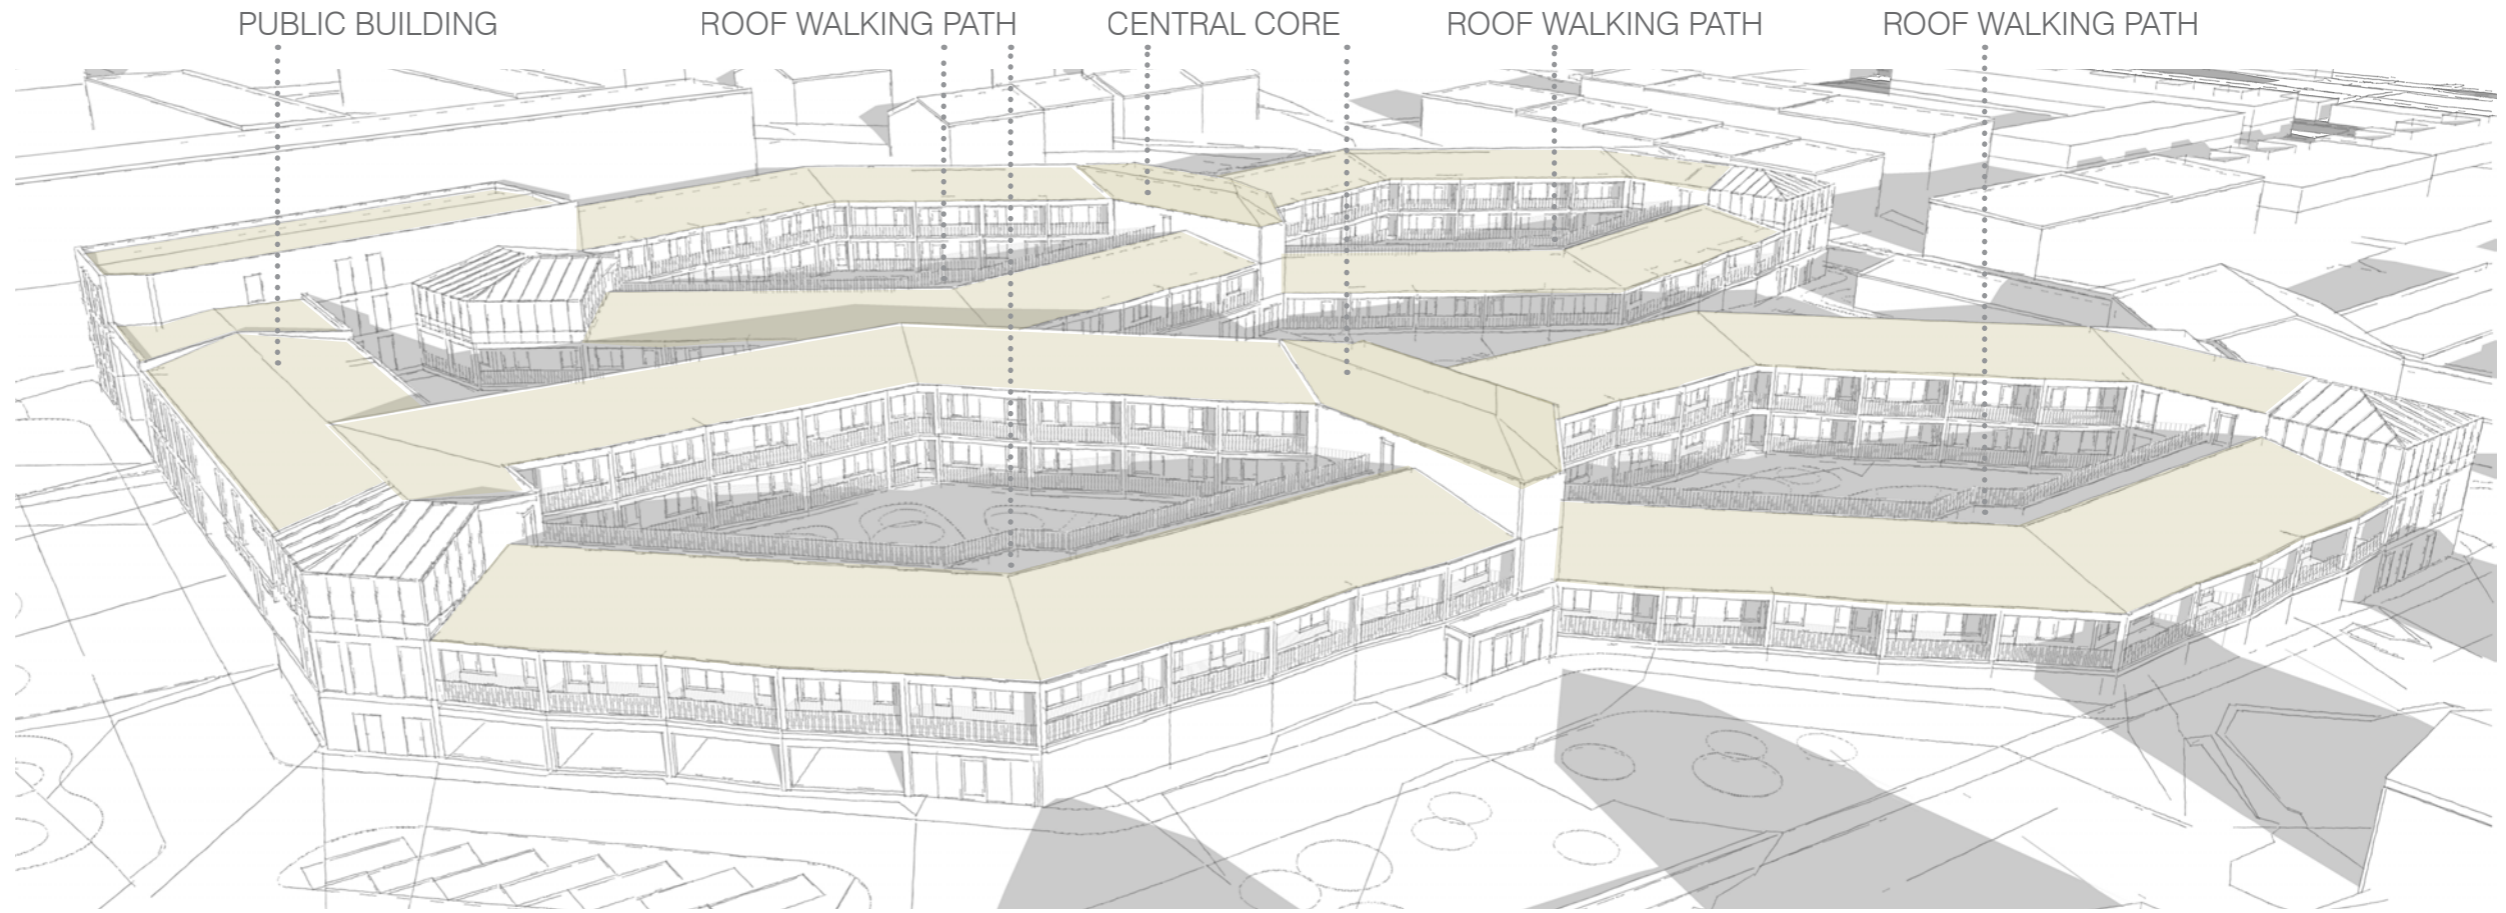 PUBLIC BUILDING
ROOF WALKING PATH
CENTRAL CORE
ROOF WALKING PATH
ROOF WALKING PATH